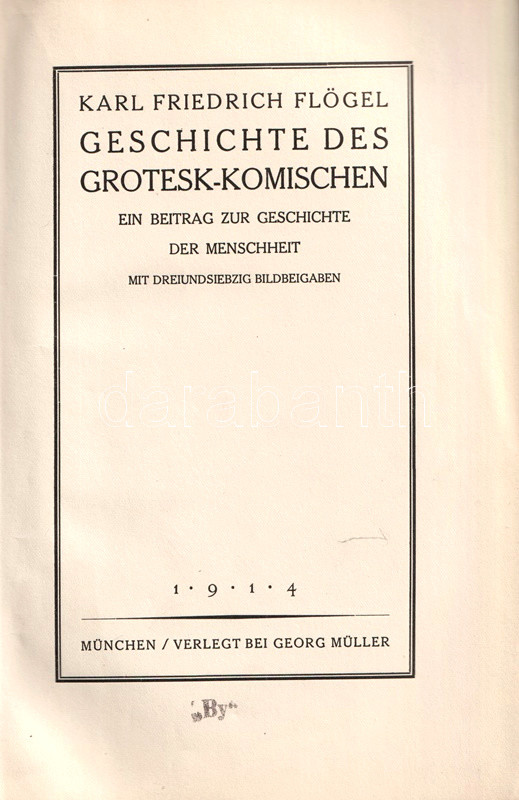 KARL FRIEDRICH FLÖGEL
GESCHICHTE DES
GROTESK-KOMISCHEN
EIN BEITRAG ZUR GESCHICHTE
DER MENSCHHEIT
MIT DREIUNDSIEBZIG BILDBEIGABEN
darabanth
1 · 9 · 1 · 4
MÜNCHEN / VERLEGT BEI GEORG MÜLLER
„By“